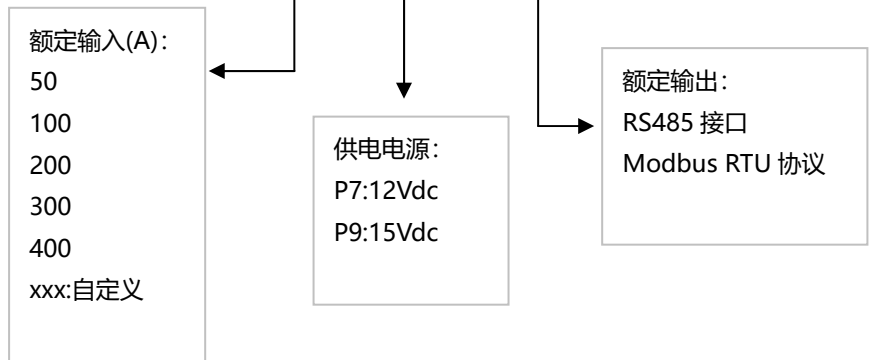 额定输入(A)：
50
100
200
300
400
xxx:自定义
供电电源：
P7:12Vdc
P9:15Vdc
额定输出：
RS485 接口
Modbus RTU 协议